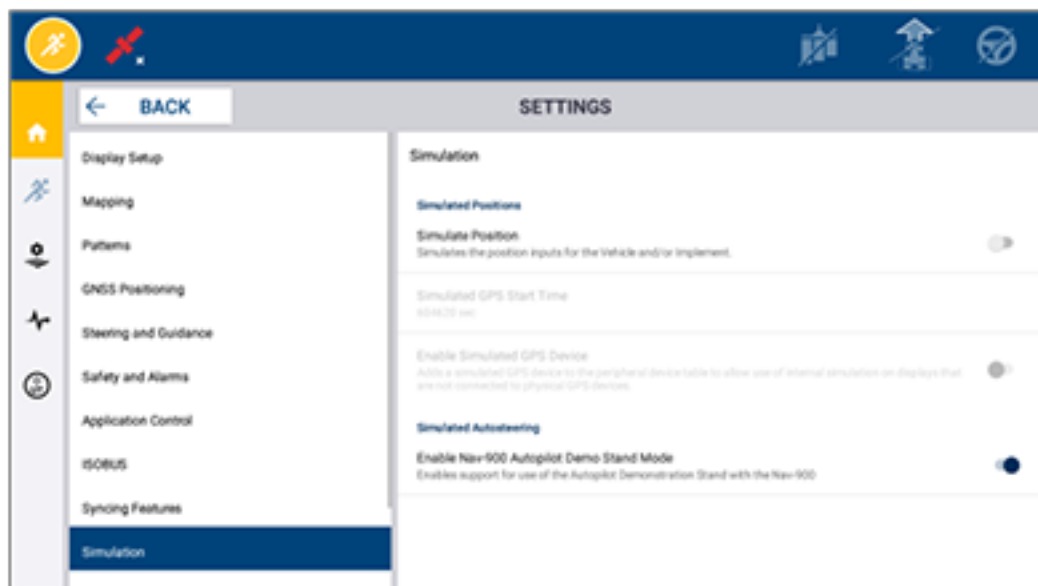 BACK
SETTINGS
Display Setup
Mapping
Patterns
GNSS Positioning
Steering and Guidance
Safety and Alarms
Application Control
ISOBUS
Syncing Features
Simulation
Simulation
Simulated Positions
Simulate Position
Simulates the position inputs for the Vehicle and/or Implement.
Simulated GPS Start Time
604620 sec
Enable Simulated GPS Device
Adds a simulated GPS device to the peripheral device table to allow use of internal simulation on displays that
are not connected to physical GPS devices
Simulated Autosteering
Enable Nav-900 Autopilot Demo Stand Mode
Enables support for use of the Autopilot Demonstration Stand with the Nav-900